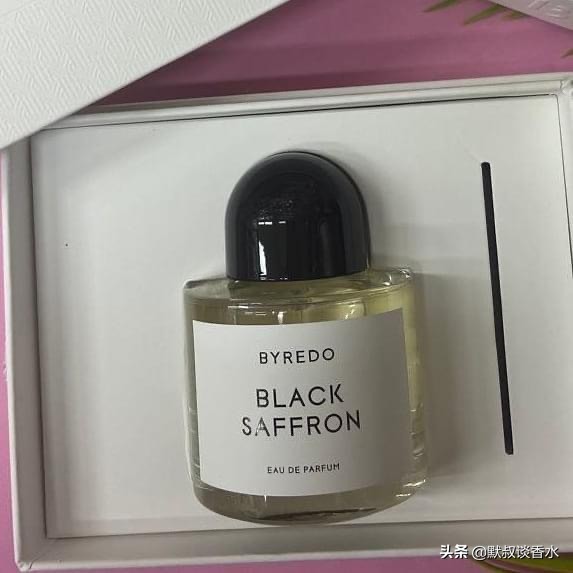 BYREDO
BLACK
SAFFRON
EAU DE PARFUM
头条 @默叔谈香水